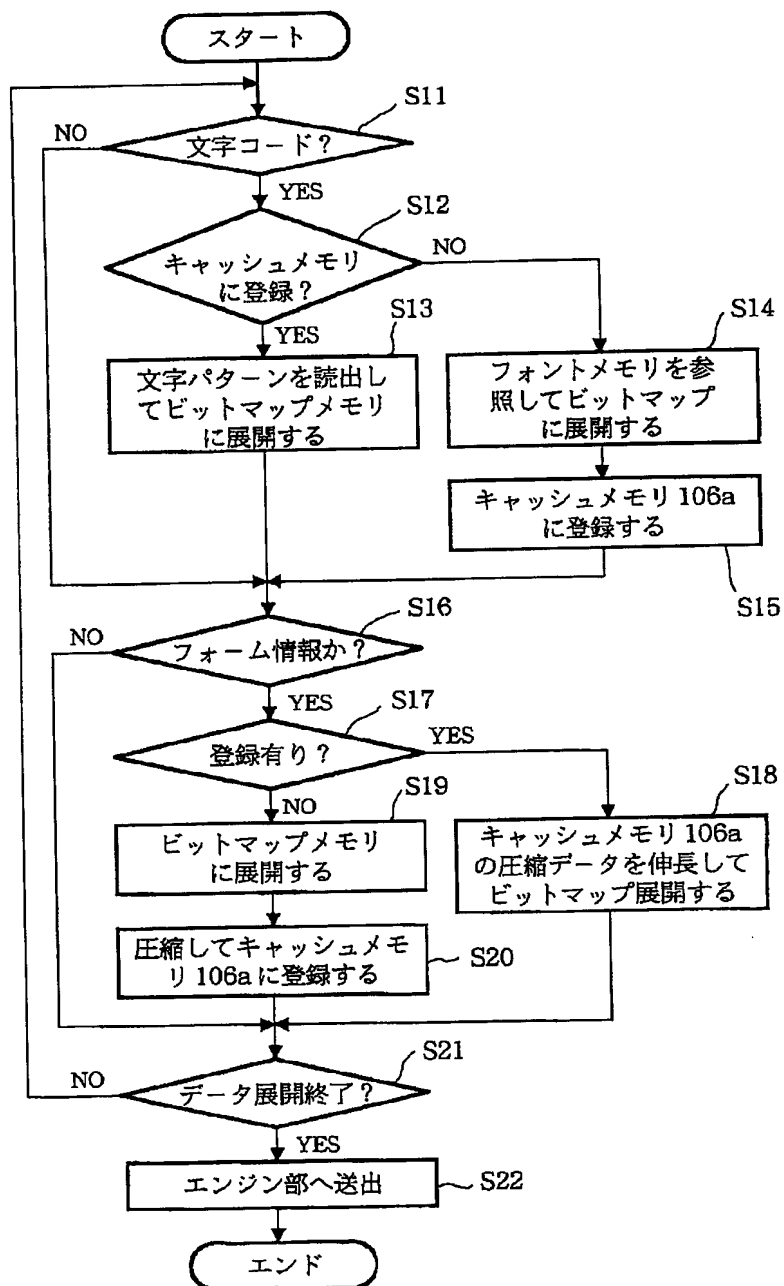 スタート
S11
NO
文字コード？
YES
S12
NO
キャッシュメモリ
に登録？
YES
S13
S14
文字パターンを読出し
てビットマップメモリ
に展開する
フォントメモリを参
照してビットマップ
に展開する
キャッシュメモリ 106a
に登録する
S15
S16
NO
フォーム情報か？
YES
S17
登録有り？
YES
NO
S19
S18
ビットマップメモリ
に展開する
キャッシュメモリ 106a
の圧縮データを伸長して
ビットマップ展開する
圧縮してキャッシュメモ
リ 106aに登録する
S20
S21
NO
データ展開終了？
YES
エンジン部へ送出
S22
エンド